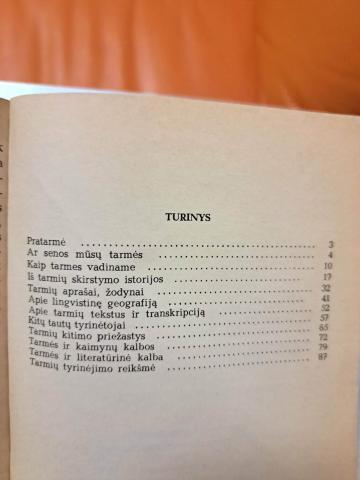 TURINYS
Pratarmė . . . . . . . . . . 3
Ar senos mūsų tarmės . . . . . . . . . . 4
Kaip tarmes vadiname . . . . . . . . . . 10
Iš tarmių skirstymo istorijos . . . . . . . . . . 17
Tarmių aprašai, žodynai . . . . . . . . . . 32
Apie lingvistinę geografiją . . . . . . . . . . 41
Apie tarmių tekstus ir transkripciją . . . . . . . . . . 52
Kitų tautų tyrinėtojai . . . . . . . . . . 57
Tarmių kitimo priežastys . . . . . . . . . . 65
Tarmės ir kaimynų kalbos . . . . . . . . . . 72
Tarmės ir literatūrinė kalba . . . . . . . . . . 79
Tarmių tyrinėjimo reikšmė . . . . . . . . . . 87